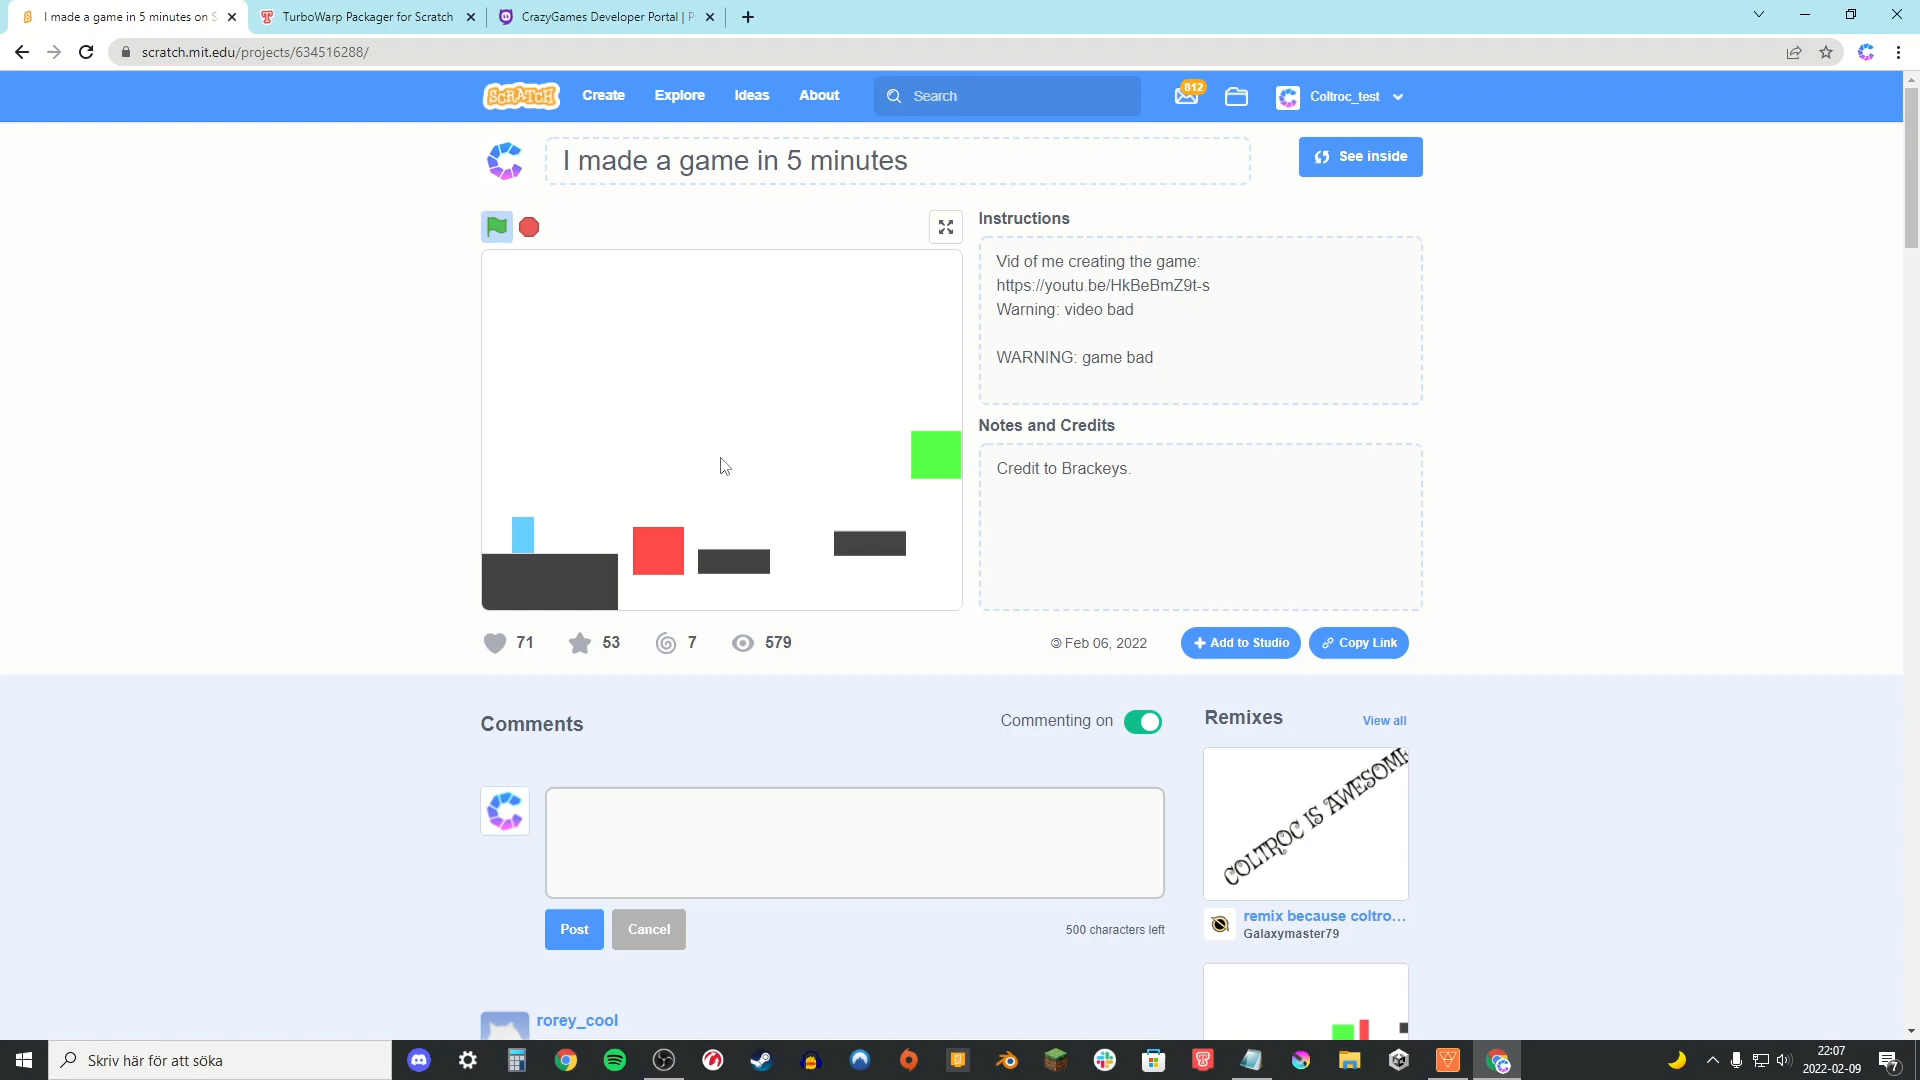 I made a game in 5 minutes on S
TurboWarp Packager for Scratch
CrazyGames Developer Portal | P
scratch.mit.edu/projects/634516288/
SCRATCH
Create
Explore
Ideas
About
Search
812
Coltroc_test
I made a game in 5 minutes
See inside
Instructions
Vid of me creating the game:
https://youtu.be/HkBeBmZ9t-s
Warning: video bad
WARNING: game bad
Notes and Credits
Credit to Brackeys.
71
53
7
579
© Feb 06, 2022
Add to Studio
Copy Link
Comments
Commenting on
Remixes
View all
COLTROC IS AWESOME
Post
Cancel
500 characters left
remix because coltro...
Galaxymaster79
rorey_cool
Skriv här för att söka
22:07
2022-02-09
7